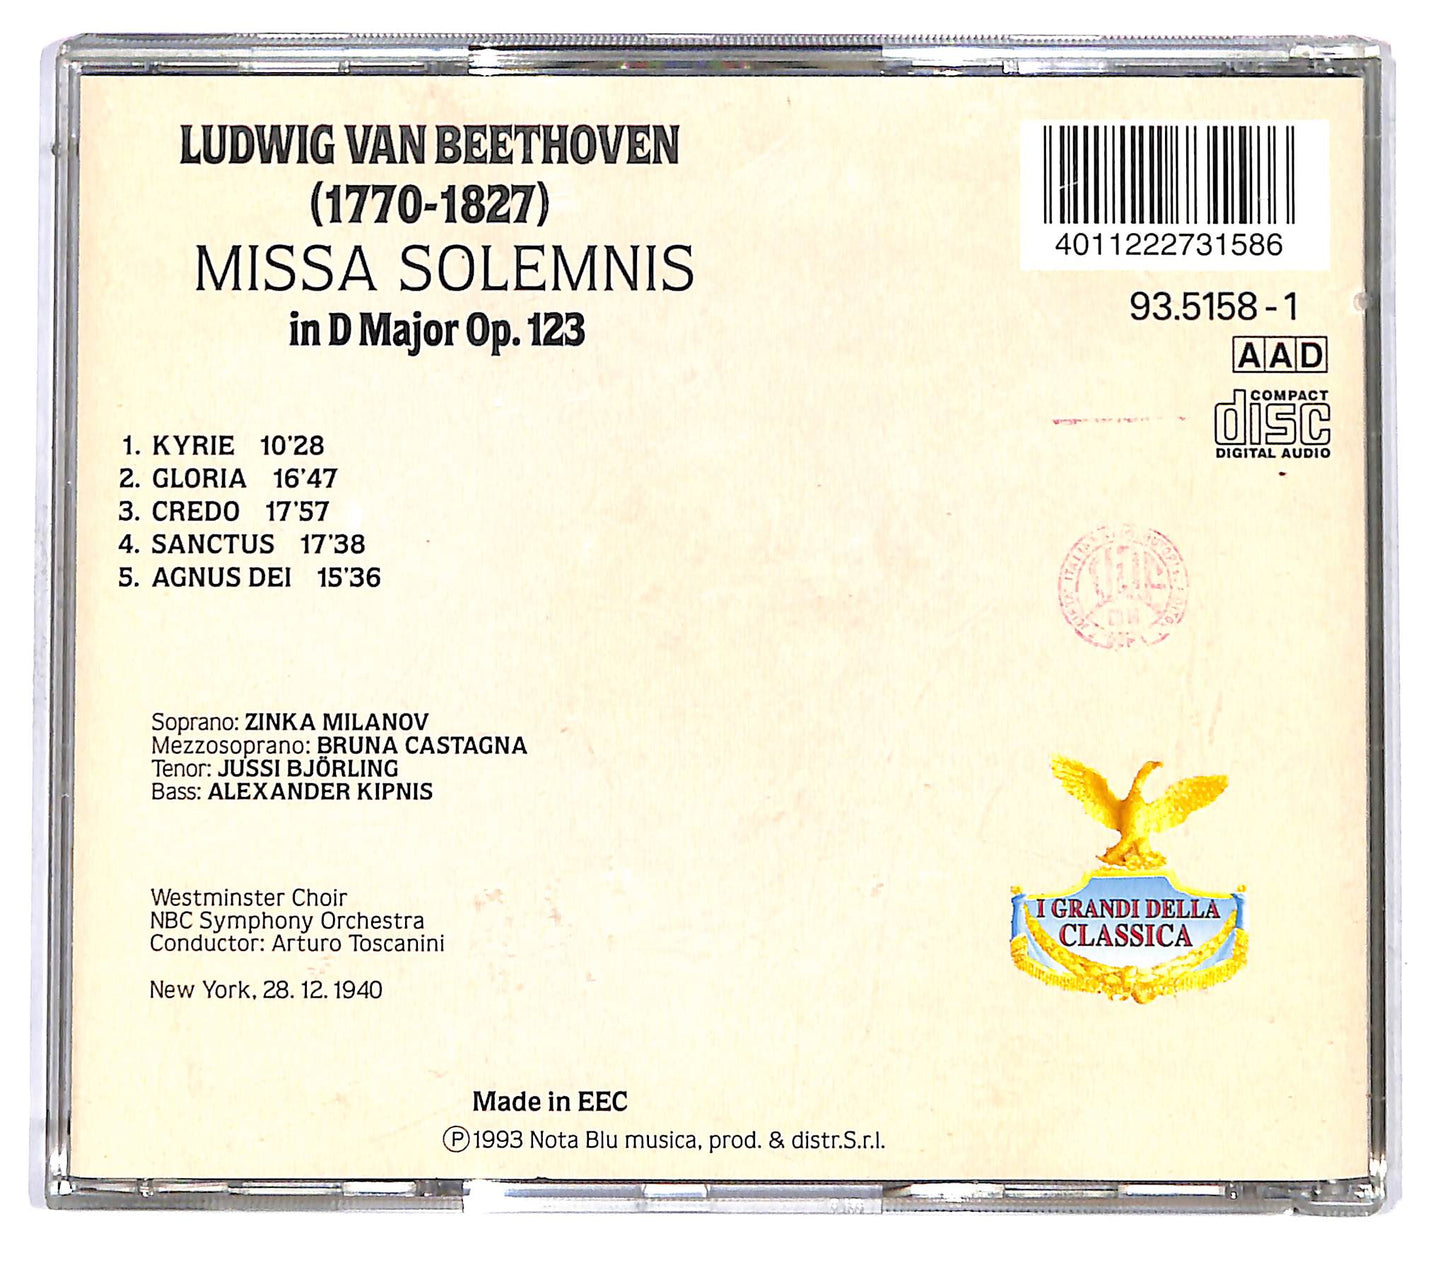 LUDWIG VAN BEETHOVEN
(1770-1827)
MISSA SOLEMNIS
in D Major Op. 123
1. KYRIE 10'28
2. GLORIA 16'47
3. CREDO 17'57
4. SANCTUS 17'38
5. AGNUS DEI 15'36
Soprano: ZINKA MILANOV
Mezzosoprano: BRUNA CASTAGNA
Tenor: JUSSI BJÖRLING
Bass: ALEXANDER KIPNIS
Westminster Choir
NBC Symphony Orchestra
Conductor: Arturo Toscanini
New York, 28. 12. 1940
Made in EEC
Ⓟ 1993 Nota Blu musica, prod. & distr.S.r.l.
4011222731586
93.5158-1
AAD
COMPACT
disc
DIGITAL AUDIO
I GRANDI DELLA
CLASSICA